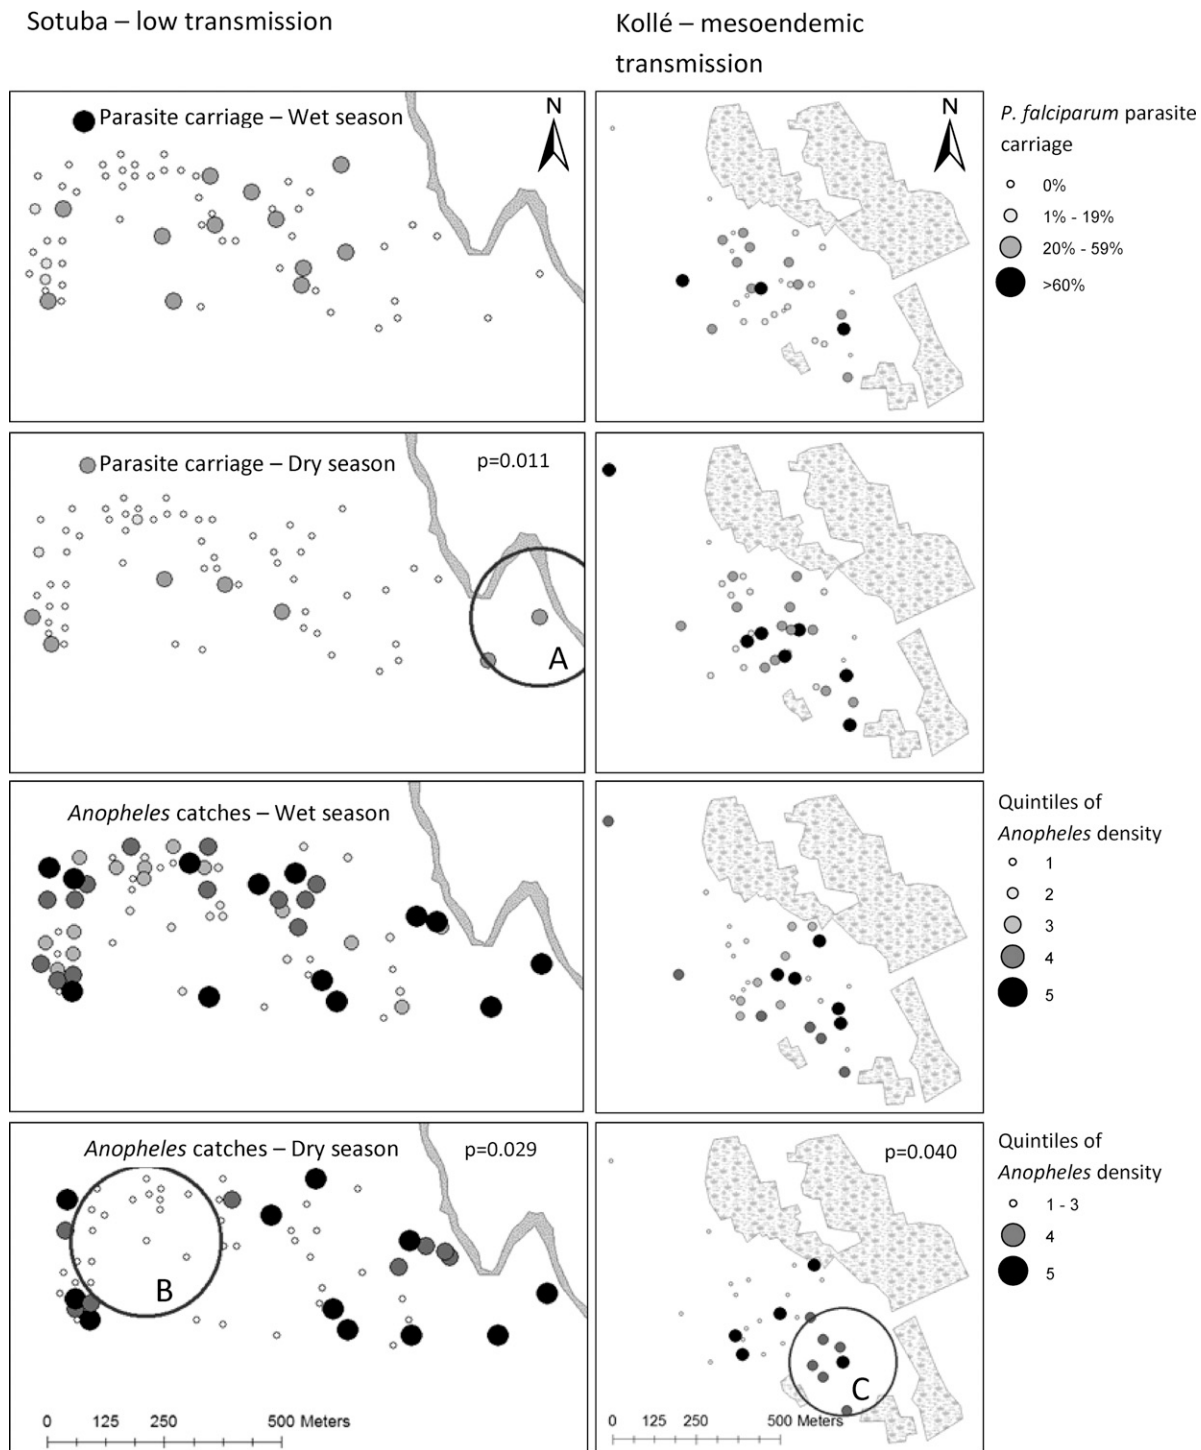 Sotuba – low transmission
Kollé – mesoendemic
transmission
Parasite carriage – Wet season
N
N
P. falciparum parasite
carriage
0%
1% - 19%
20% - 59%
>60%
Parasite carriage – Dry season
p=0.011
A
Anopheles catches – Wet season
Quintiles of
Anopheles density
1
2
3
4
5
Anopheles catches – Dry season
p=0.029
B
p=0.040
C
Quintiles of
Anopheles density
1 - 3
4
5
0 125 250 500 Meters
0 125 250 500 Meters